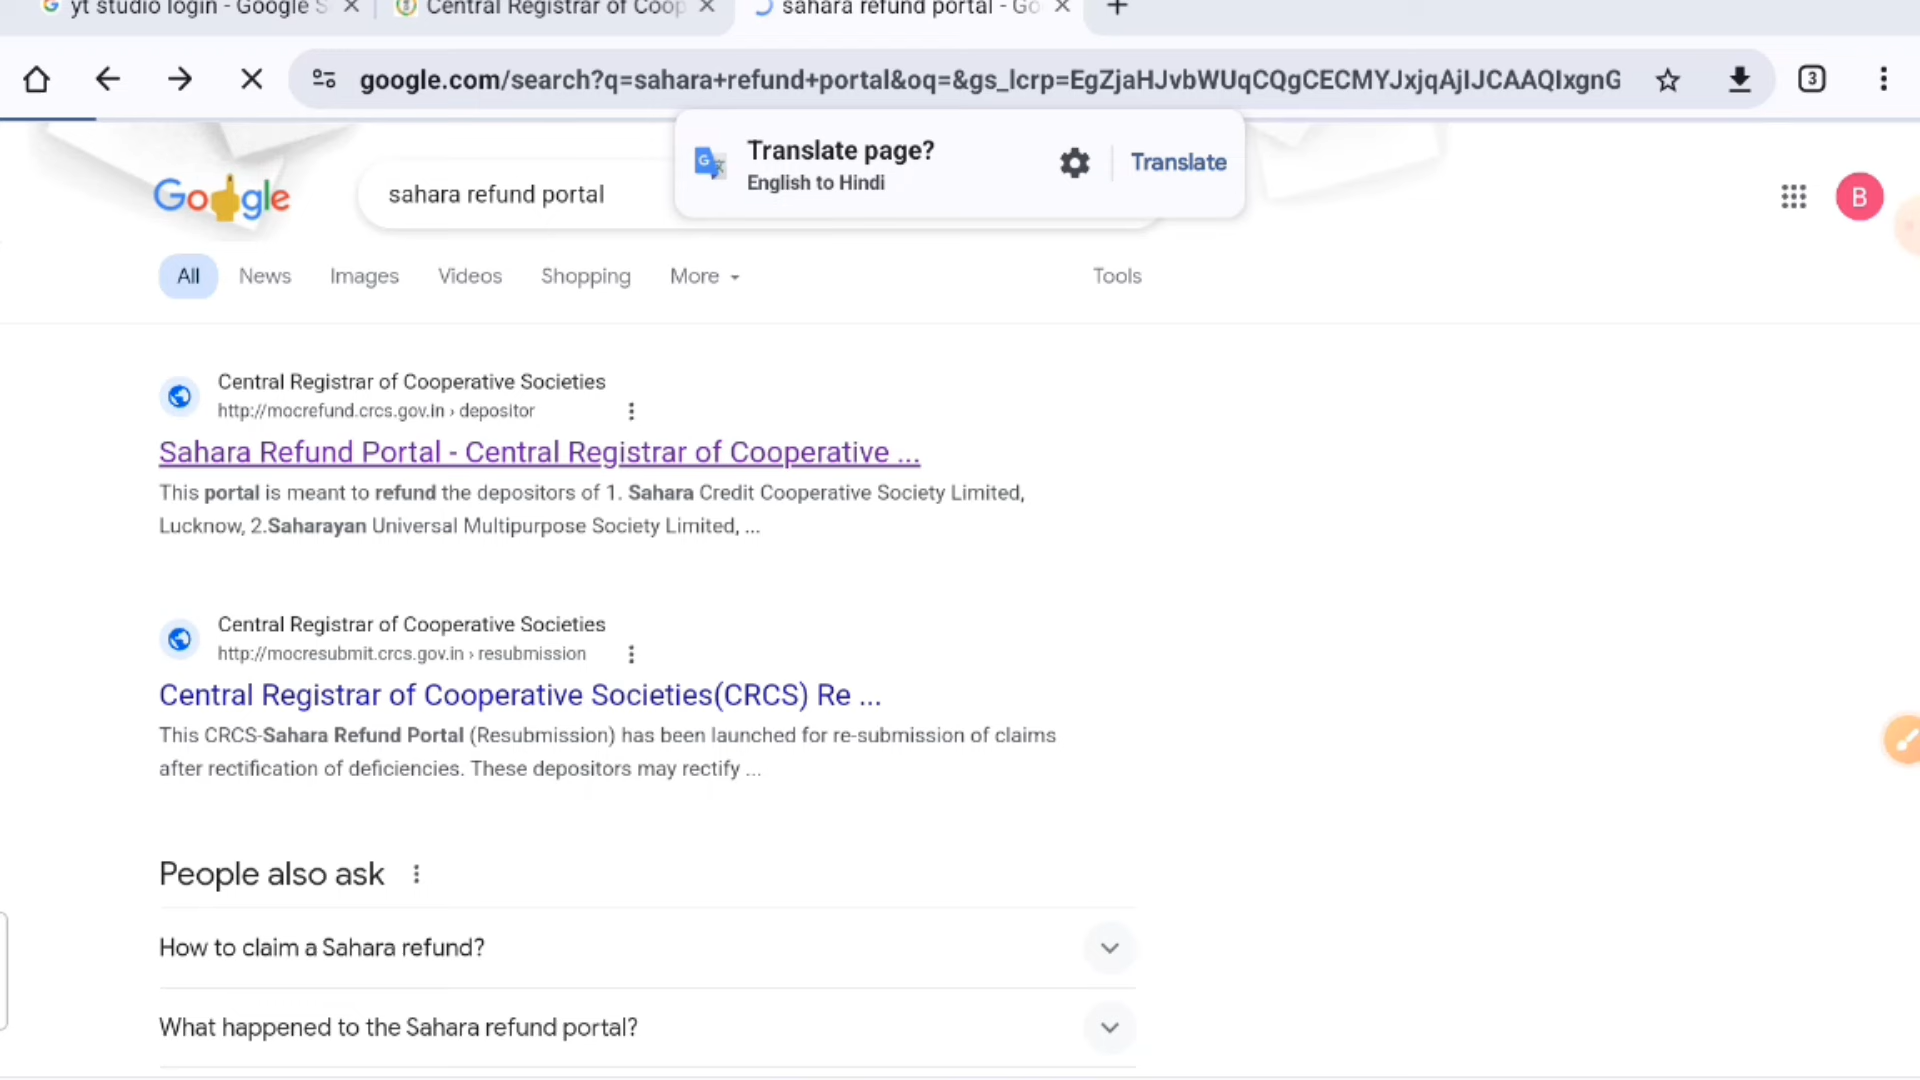 yt studio login - Google S
Central Registrar of Coop
sahara refund portal - Go
google.com/search?q=sahara+refund+portal&oq=&gs_lcrp=EgZjaHJvbWUqCQgCECMYJxjqAjIJCAAQIxgnG
3
Translate page?
English to Hindi
Translate
Google
sahara refund portal
B
All News Images Videos Shopping More Tools
Central Registrar of Cooperative Societies
http://mocrefund.crcs.gov.in › depositor
Sahara Refund Portal - Central Registrar of Cooperative ...
This portal is meant to refund the depositors of 1. Sahara Credit Cooperative Society Limited,
Lucknow, 2.Saharayan Universal Multipurpose Society Limited, ...
Central Registrar of Cooperative Societies
http://mocresubmit.crcs.gov.in › resubmission
Central Registrar of Cooperative Societies(CRCS) Re ...
This CRCS-Sahara Refund Portal (Resubmission) has been launched for re-submission of claims
after rectification of deficiencies. These depositors may rectify ...
People also ask
How to claim a Sahara refund?
What happened to the Sahara refund portal?